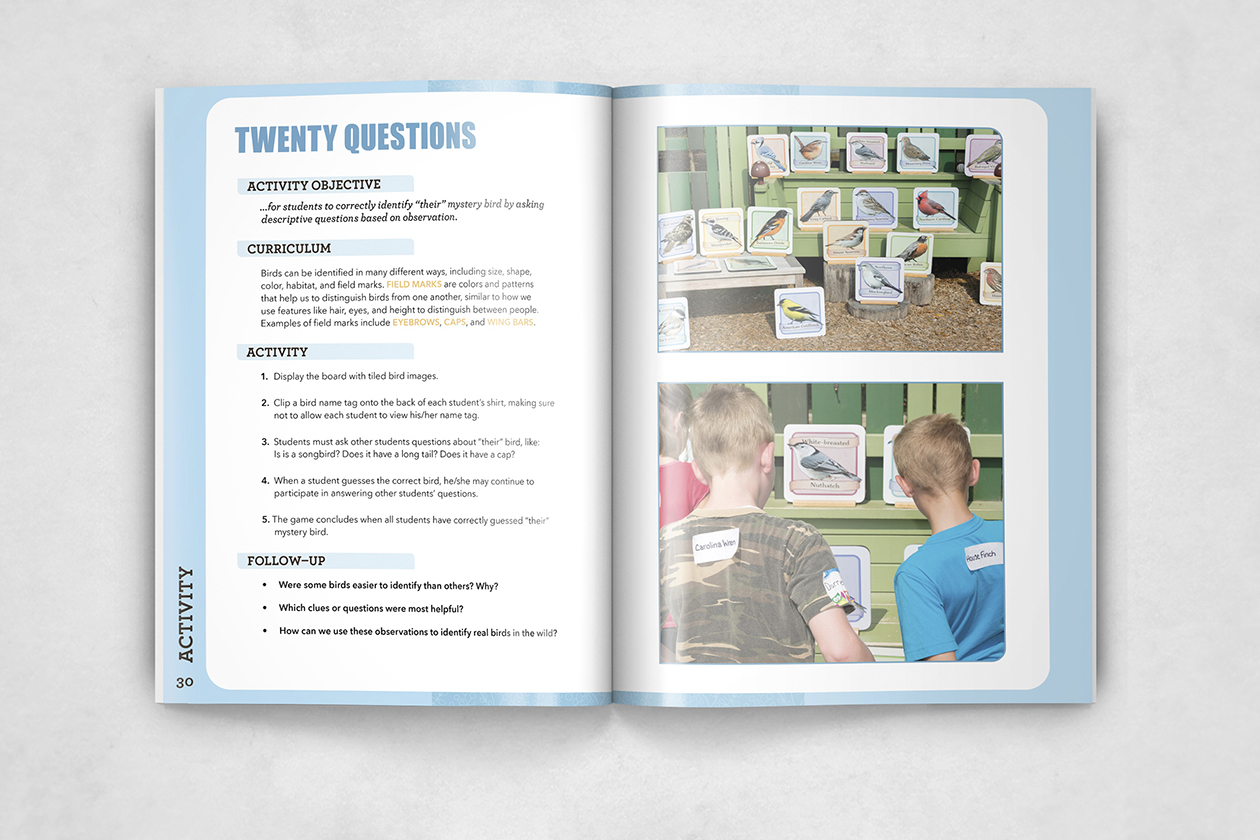 TWENTY QUESTIONS
ACTIVITY OBJECTIVE
...for students to correctly identify "their" mystery bird by asking
descriptive questions based on observation.
CURRICULUM
Birds can be identified in many different ways, including size, shape,
color, habitat, and field marks. FIELD MARKS are colors and patterns
that help us to distinguish birds from one another, similar to how we
use features like hair, eyes, and height to distinguish between people.
Examples of field marks include EYEBROWS, CAPS, and WING BARS.
ACTIVITY
1. Display the board with tiled bird images.
2. Clip a bird name tag onto the back of each student's shirt, making sure
not to allow each student to view his/her name tag.
3. Students must ask other students questions about "their" bird, like:
Is is a songbird? Does it have a long tail? Does it have a cap?
4. When a student guesses the correct bird, he/she may continue to
participate in answering other students' questions.
5. The game concludes when all students have correctly guessed "their"
mystery bird.
FOLLOW-UP
• Were some birds easier to identify than others? Why?
• Which clues or questions were most helpful?
• How can we use these observations to identify real birds in the wild?
ACTIVITY
30
Northern Cardinal
Mockingbird
American Goldfinch
White-breasted
Nuthatch
Carolina Wren
House Finch